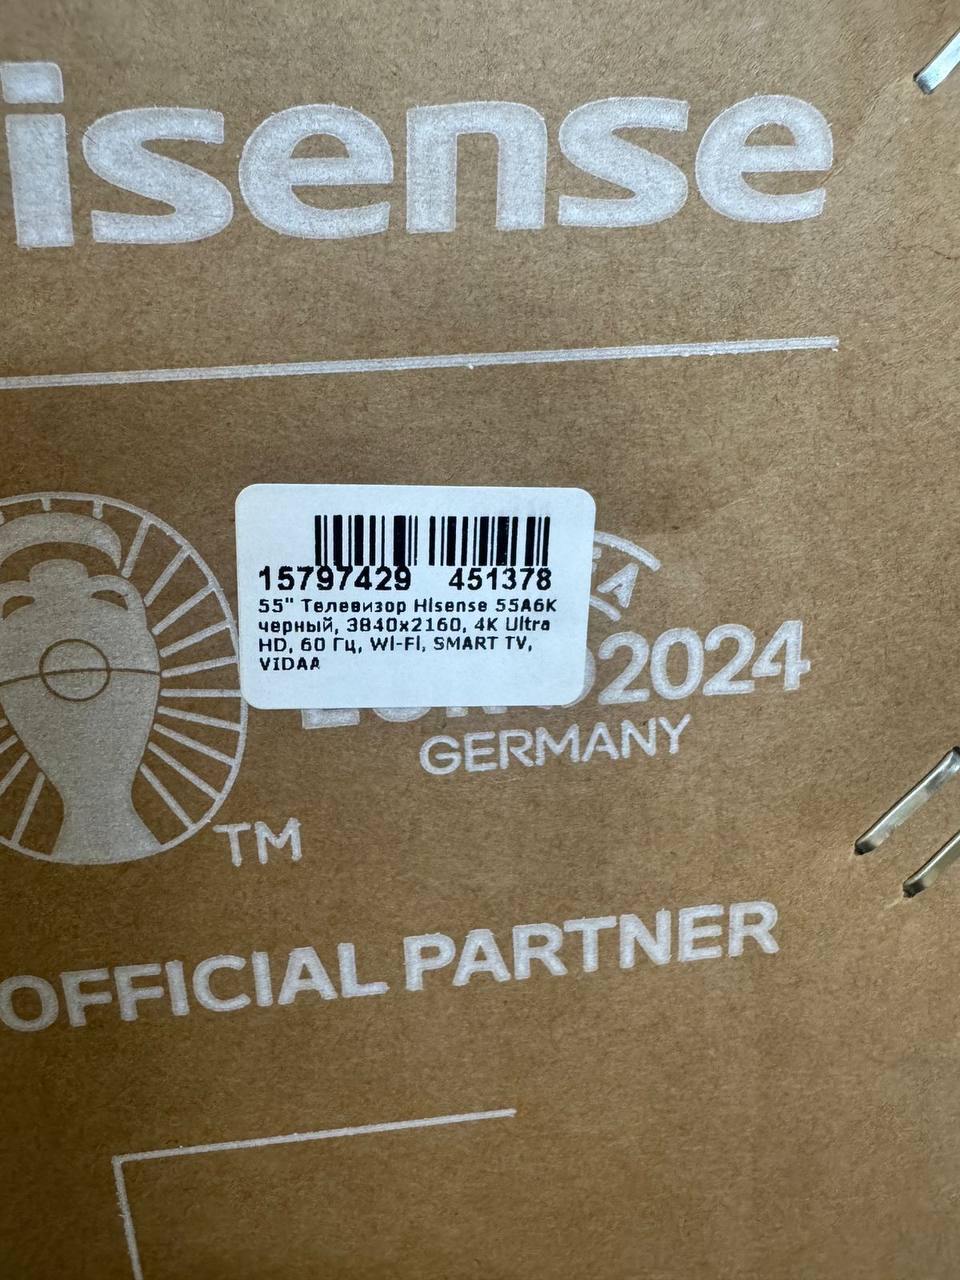 isense
15797429 451378
55" Телевизор Hisense 55A6K
черный, 3840x2160, 4K Ultra
HD, 60 Гц, Wi-Fi, SMART TV,
VIDAA
2024
GERMANY
TM
OFFICIAL PARTNER